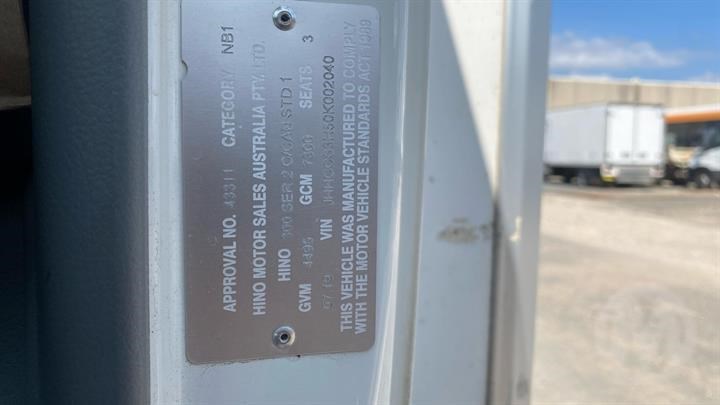 APPROVAL NO. 43311 CATEGORY NB1
HINO MOTOR SALES AUSTRALIA PTY. LTD.
HINO 300 SER 2 C/CAB STD 1
GVM 4495 GCM 7300 SEATS 3
07 19 VIN
THIS VEHICLE WAS MANUFACTURED TO COMPLY
WITH THE MOTOR VEHICLE STANDARDS ACT 1989